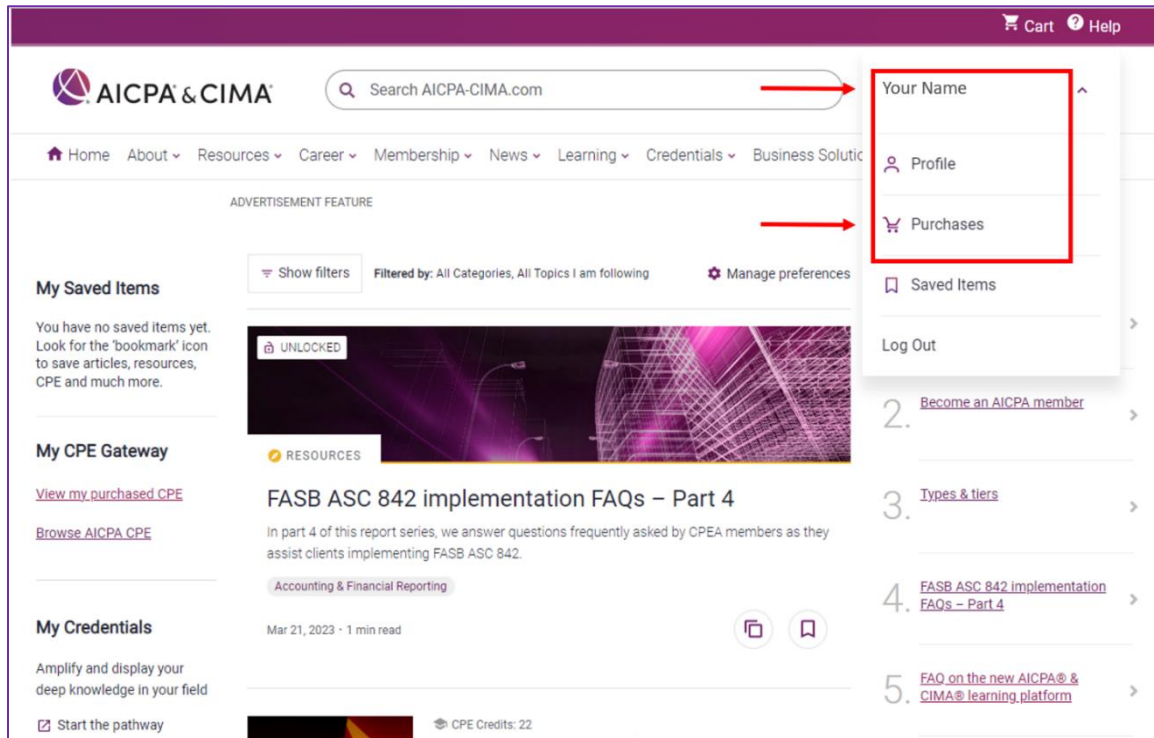 Cart Help
AICPA & CIMA
Search AICPA-CIMA.com
Your Name
Profile
Purchases
Saved Items
Log Out
Home About Resources Career Membership News Learning Credentials Business
ADVERTISEMENT FEATURE
My Saved Items
You have no saved items yet.
Look for the 'bookmark' icon
to save articles, resources,
CPE and much more.
My CPE Gateway
View my purchased CPE
Browse AICPA CPE
My Credentials
Amplify and display your
deep knowledge in your field
Start the pathway
Show filters Filtered by: All Categories, All Topics I am following Manage preferences
UNLOCKED
RESOURCES
FASB ASC 842 implementation FAQs – Part 4
In part 4 of this report series, we answer questions frequently asked by CPEA members as they
assist clients implementing FASB ASC 842.
Accounting & Financial Reporting
Mar 21, 2023 · 1 min read
CPE Credits: 22
2. Become an AICPA member
3. Types & tiers
4. FASB ASC 842 implementation
FAQs – Part 4
5. FAQ on the new AICPA® &
CIMA® learning platform